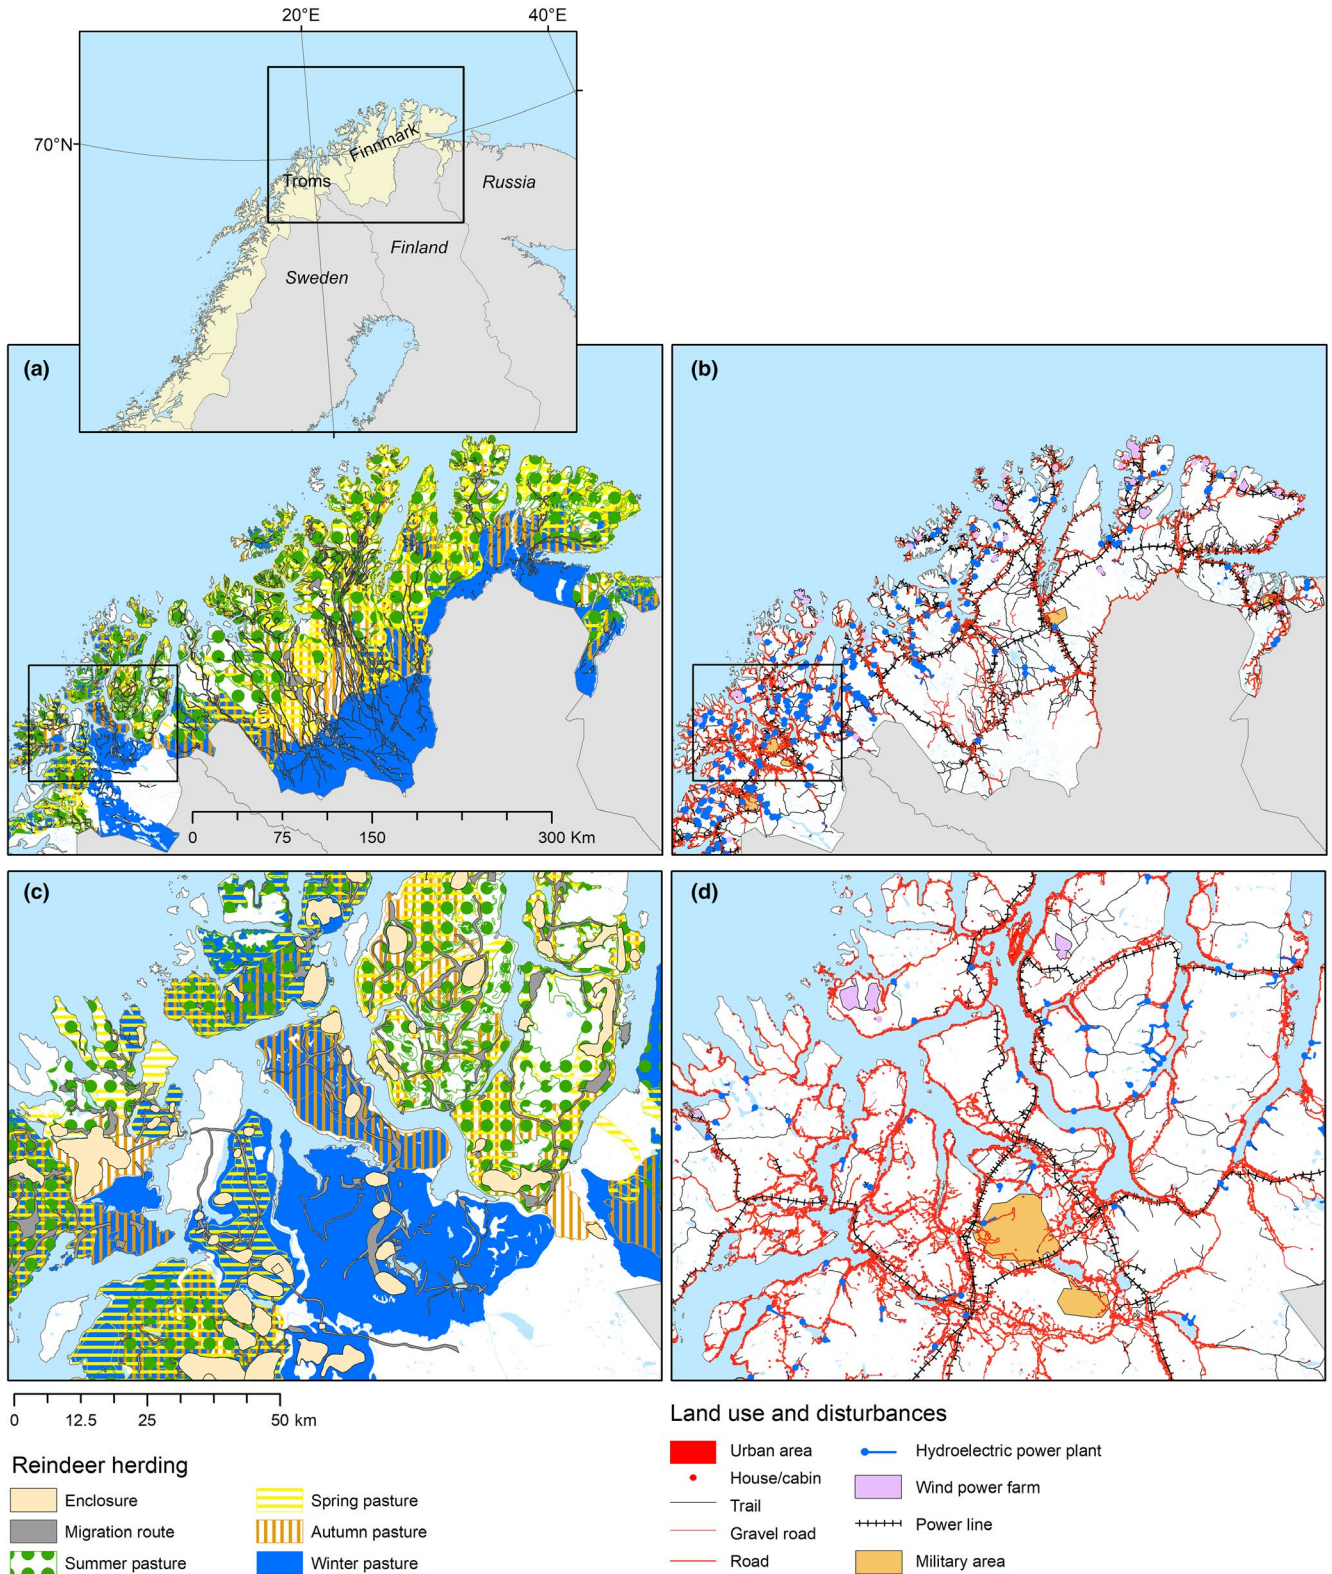 20°E 40°E
70°N
Finnmark
Troms
Russia
Finland
Sweden
(a) (b)
0 75 150 300 Km
(c) (d)
0 12.5 25 50 km
Reindeer herding
Enclosure
Migration route
Summer pasture
Spring pasture
Autumn pasture
Winter pasture
Land use and disturbances
Urban area
House/cabin
Trail
Gravel road
Road
Hydroelectric power plant
Wind power farm
Power line
Military area